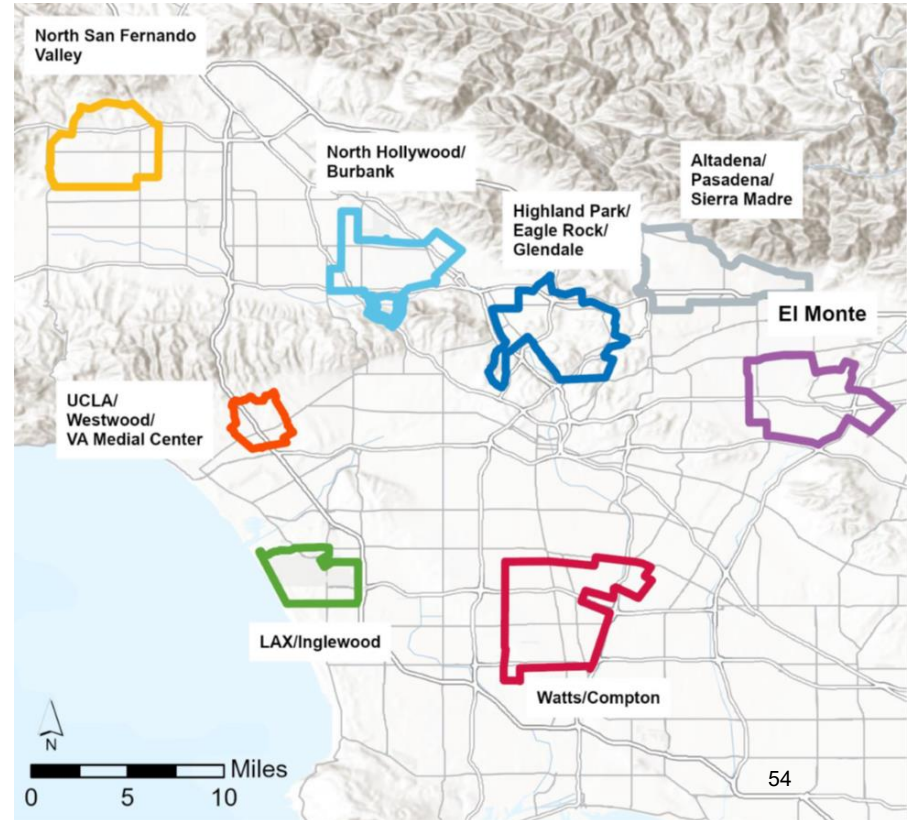 North San Fernando
Valley
North Hollywood/
Burbank
Altadena/
Pasadena/
Sierra Madre
Highland Park/
Eagle Rock/
Glendale
El Monte
UCLA/
Westwood/
VA Medial Center
LAX/Inglewood
Watts/Compton
N
Miles
0 5 10
54